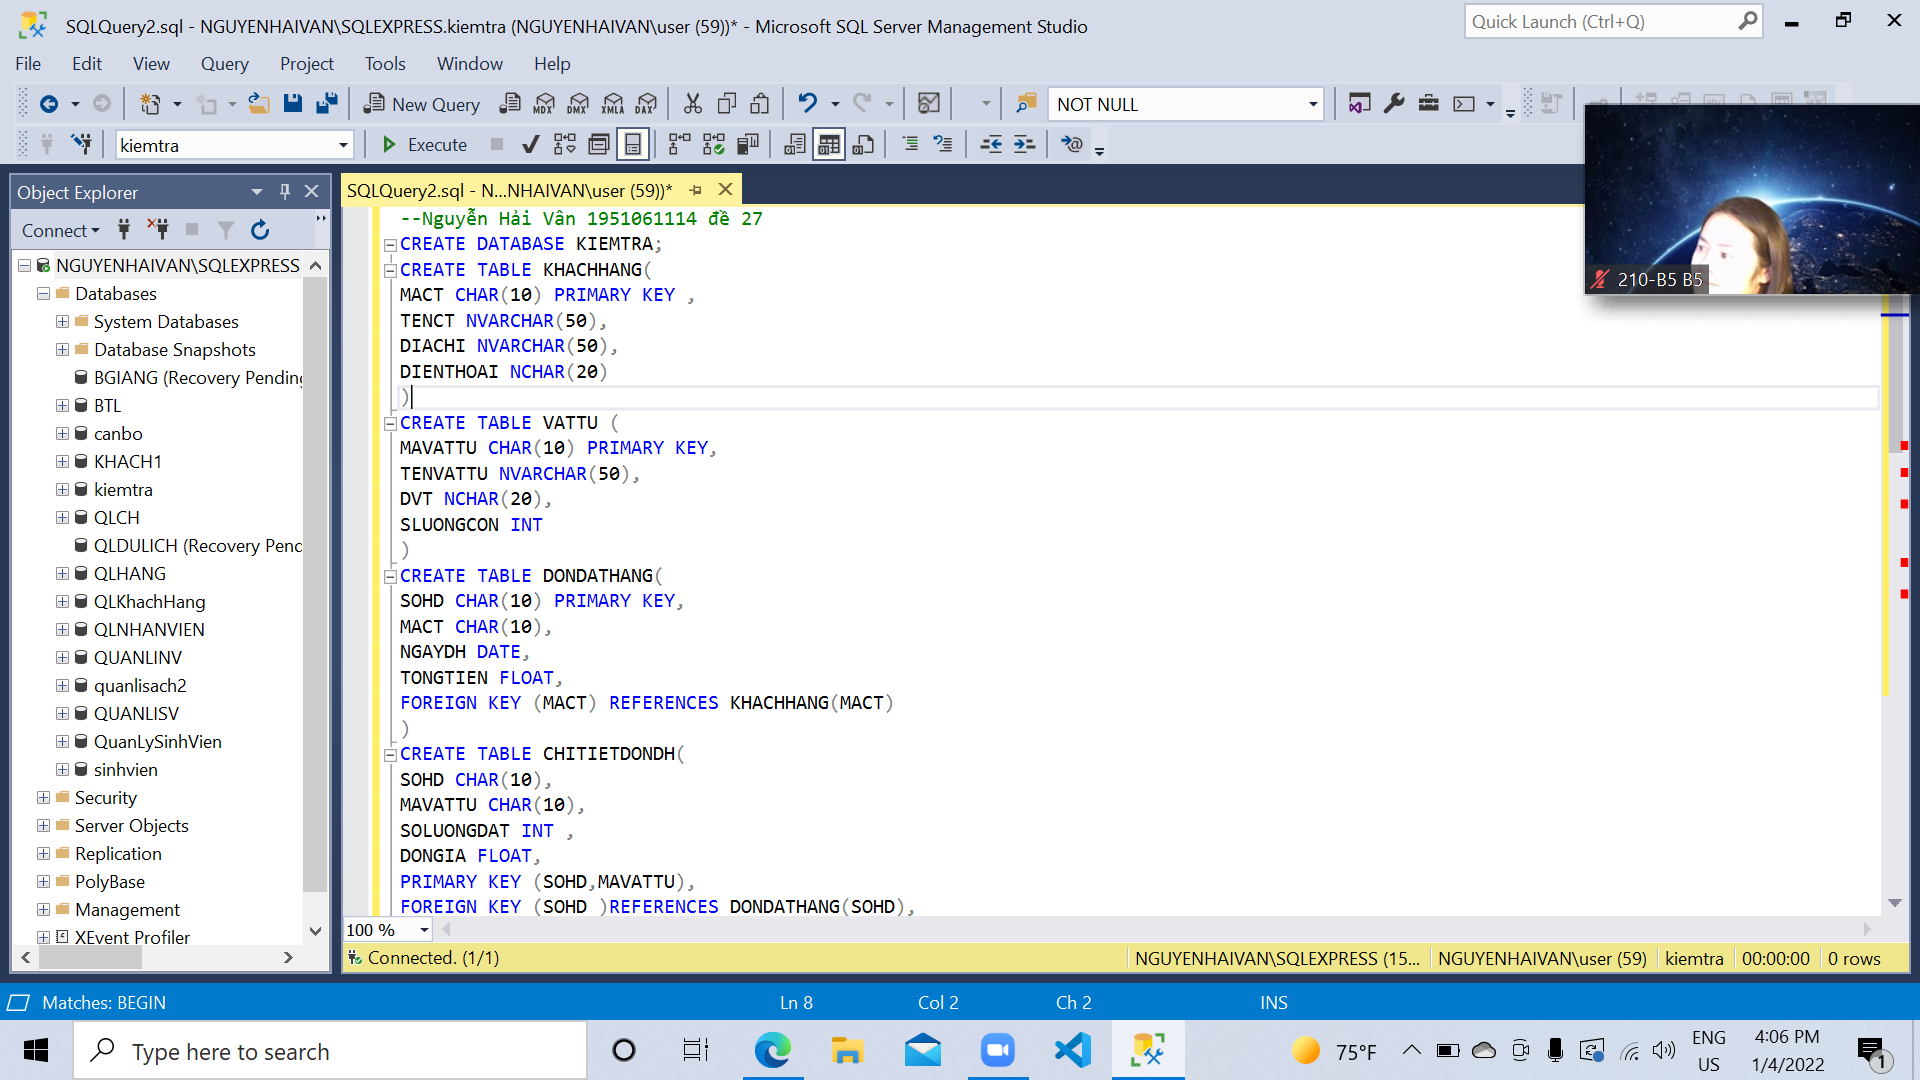 SQLQuery2.sql - NGUYENHAIVAN\SQLEXPRESS.kiemtra (NGUYENHAIVAN\user (59))* - Microsoft SQL Server Management Studio
Quick Launch (Ctrl+Q)
File Edit View Query Project Tools Window Help
New Query
MDX DMX XMLA DAX
NOT NULL
kiemtra
Execute
Object Explorer
Connect
NGUYENHAIVAN\SQLEXPRESS
Databases
System Databases
Database Snapshots
BGIANG (Recovery Pending
BTL
canbo
KHACH1
kiemtra
QLCH
QLDULICH (Recovery Pend
QLHANG
QLKhachHang
QLNHANVIEN
QUANLINV
quanlisach2
QUANLISV
QuanLySinhVien
sinhvien
Security
Server Objects
Replication
PolyBase
Management
XEvent Profiler
SQLQuery2.sql - N...NHAIVAN\user (59))*
--Nguyễn Hải Vân 1951061114 đề 27
CREATE DATABASE KIEMTRA;
CREATE TABLE KHACHHANG(
MACT CHAR(10) PRIMARY KEY ,
TENCT NVARCHAR(50),
DIACHI NVARCHAR(50),
DIENTHOAI NCHAR(20)
)
CREATE TABLE VATTU (
MAVATTU CHAR(10) PRIMARY KEY,
TENVATTU NVARCHAR(50),
DVT NCHAR(20),
SLUONGCON INT
)
CREATE TABLE DONDATHANG(
SOHD CHAR(10) PRIMARY KEY,
MACT CHAR(10),
NGAYDH DATE,
TONGTIEN FLOAT,
FOREIGN KEY (MACT) REFERENCES KHACHHANG(MACT)
)
CREATE TABLE CHITIETDONDH(
SOHD CHAR(10),
MAVATTU CHAR(10),
SOLUONGDAT INT ,
DONGIA FLOAT,
PRIMARY KEY (SOHD,MAVATTU),
FOREIGN KEY (SOHD )REFERENCES DONDATHANG(SOHD),
210-B5 B5
100 %
Connected. (1/1)
NGUYENHAIVAN\SQLEXPRESS (15... NGUYENHAIVAN\user (59) kiemtra 00:00:00 0 rows
Matches: BEGIN
Ln 8 Col 2 Ch 2 INS
Type here to search
75°F
ENG
US
4:06 PM
1/4/2022
1